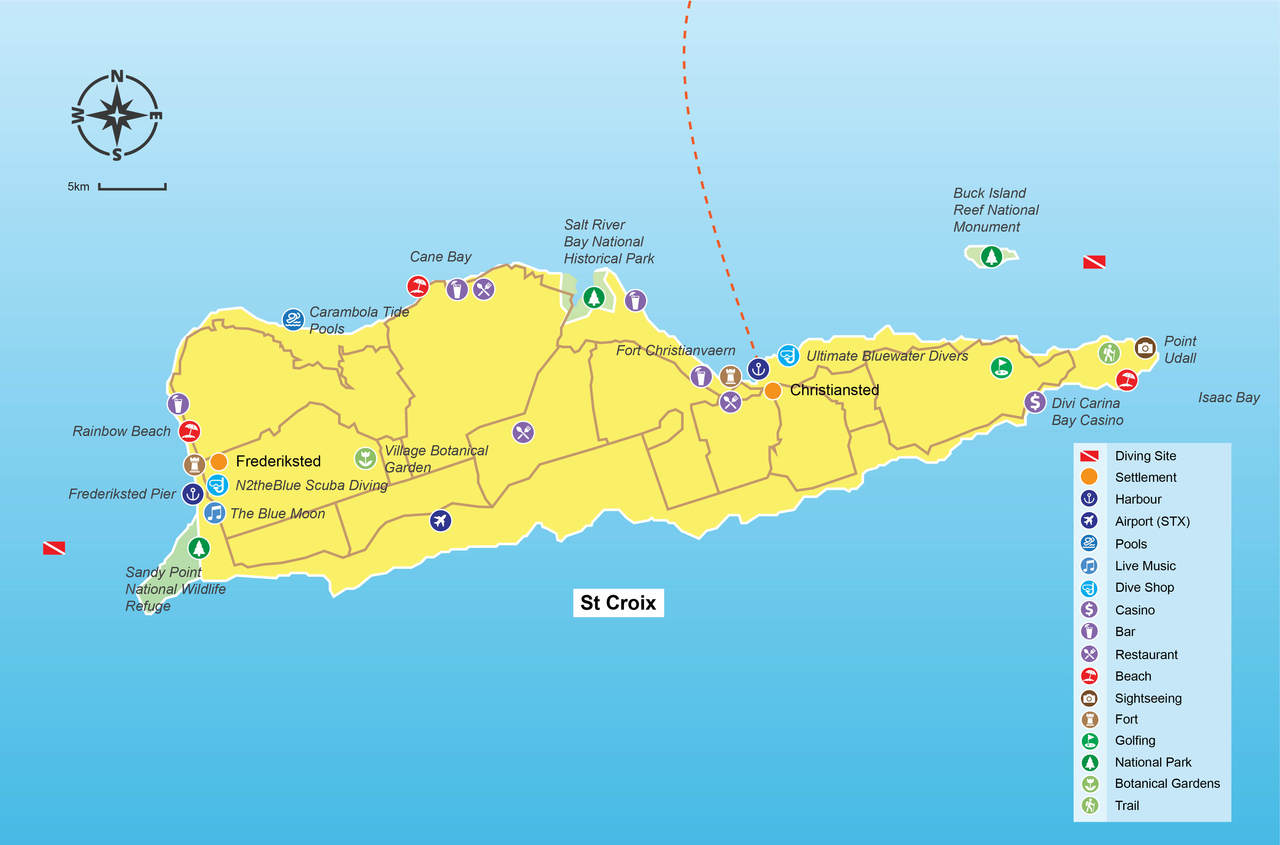 N
W
E
S
5km
Buck Island
Reef National
Monument
Salt River
Bay National
Historical Park
Cane Bay
Carambola Tide
Pools
Fort Christianvaern
Ultimate Bluewater Divers
Point
Udall
Christiansted
Isaac Bay
Divi Carina
Bay Casino
Rainbow Beach
Village Botanical
Garden
Frederiksted
N2theBlue Scuba Diving
Frederiksted Pier
The Blue Moon
Sandy Point
National Wildlife
Refuge
St Croix
Diving Site
Settlement
Harbour
Airport (STX)
Pools
Live Music
Dive Shop
Casino
Bar
Restaurant
Beach
Sightseeing
Fort
Golfing
National Park
Botanical Gardens
Trail